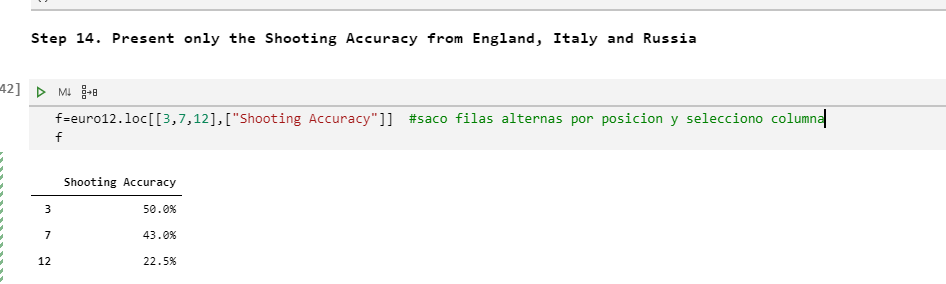 Step 14. Present only the Shooting Accuracy from England, Italy and Russia
42]
M↓
f=euro12.loc[[3,7,12],["Shooting Accuracy"]]  #saco filas alternas por posicion y selecciono columna
f
Shooting Accuracy
3 50.0%
7 43.0%
12 22.5%